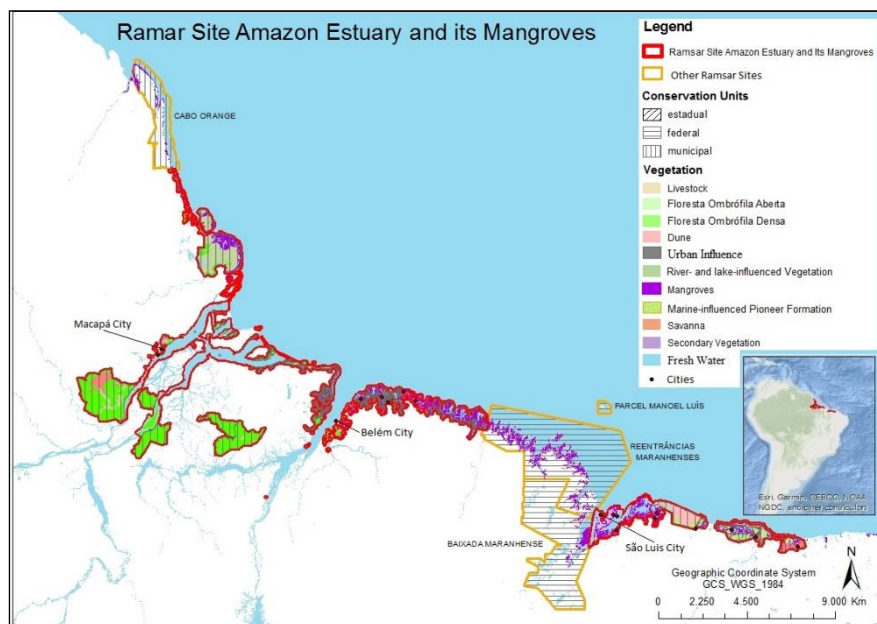 Ramar Site Amazon Estuary and its Mangroves
Legend
Ramsar Site Amazon Estuary and Its Mangroves
Other Ramsar Sites
Conservation Units
estadual
federal
municipal
Vegetation
Livestock
Floresta Ombrófila Aberta
Floresta Ombrófila Densa
Dune
Urban Influence
River- and lake-influenced Vegetation
Mangroves
Marine-influenced Pioneer Formation
Savanna
Secondary Vegetation
Fresh Water
Cities
CABO ORANGE
Macapá City
Belém City
PARCEL MANOEL LUÍS
REENTRÂNCIAS
MARANHENSES
BAIXADA MARANHENSE
São Luis City
Esri, Garmin, GEBCO, NOAA
NGDC, and other contributors
N
Geographic Coordinate System
GCS_WGS_1984
0 2.250 4.500 9.000 Km